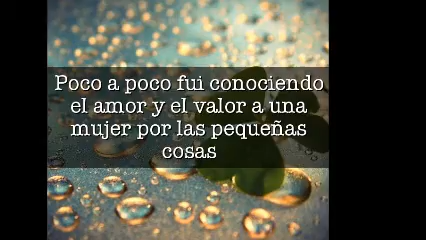 Poco a poco fui conociendo
el amor y el valor a una
mujer por las pequeñas
cosas